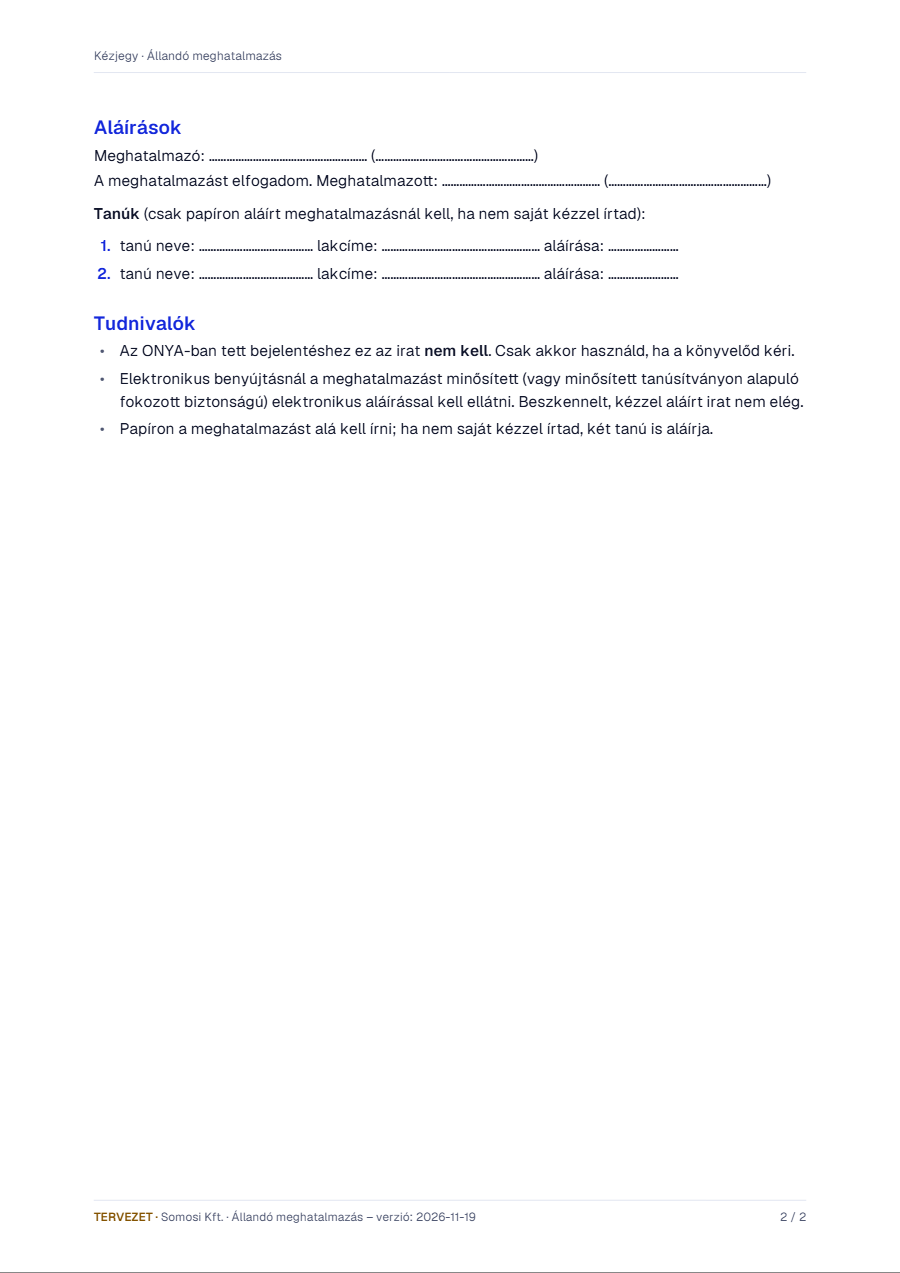 Kézjegy · Állandó meghatalmazás
Aláírások
Meghatalmazó: ……………………………………………… (………………………………………………)
A meghatalmazást elfogadom. Meghatalmazott: ……………………………………………… (………………………………………………)
Tanúk (csak papíron aláírt meghatalmazásnál kell, ha nem saját kézzel írtad):
1. tanú neve: ………………………………… lakcíme: ……………………………………………… aláírása: ……………………
2. tanú neve: ………………………………… lakcíme: ……………………………………………… aláírása: ……………………
Tudnivalók
• Az ONYA-ban tett bejelentéshez ez az irat nem kell. Csak akkor használd, ha a könyvelőd kéri.
• Elektronikus benyújtásnál a meghatalmazást minősített (vagy minősített tanúsítványon alapuló
fokozott biztonságú) elektronikus aláírással kell ellátni. Beszkennelt, kézzel aláírt irat nem elég.
• Papíron a meghatalmazást alá kell írni; ha nem saját kézzel írtad, két tanú is aláírja.
TERVEZET · Somosi Kft. · Állandó meghatalmazás – verzió: 2026-11-19 2 / 2